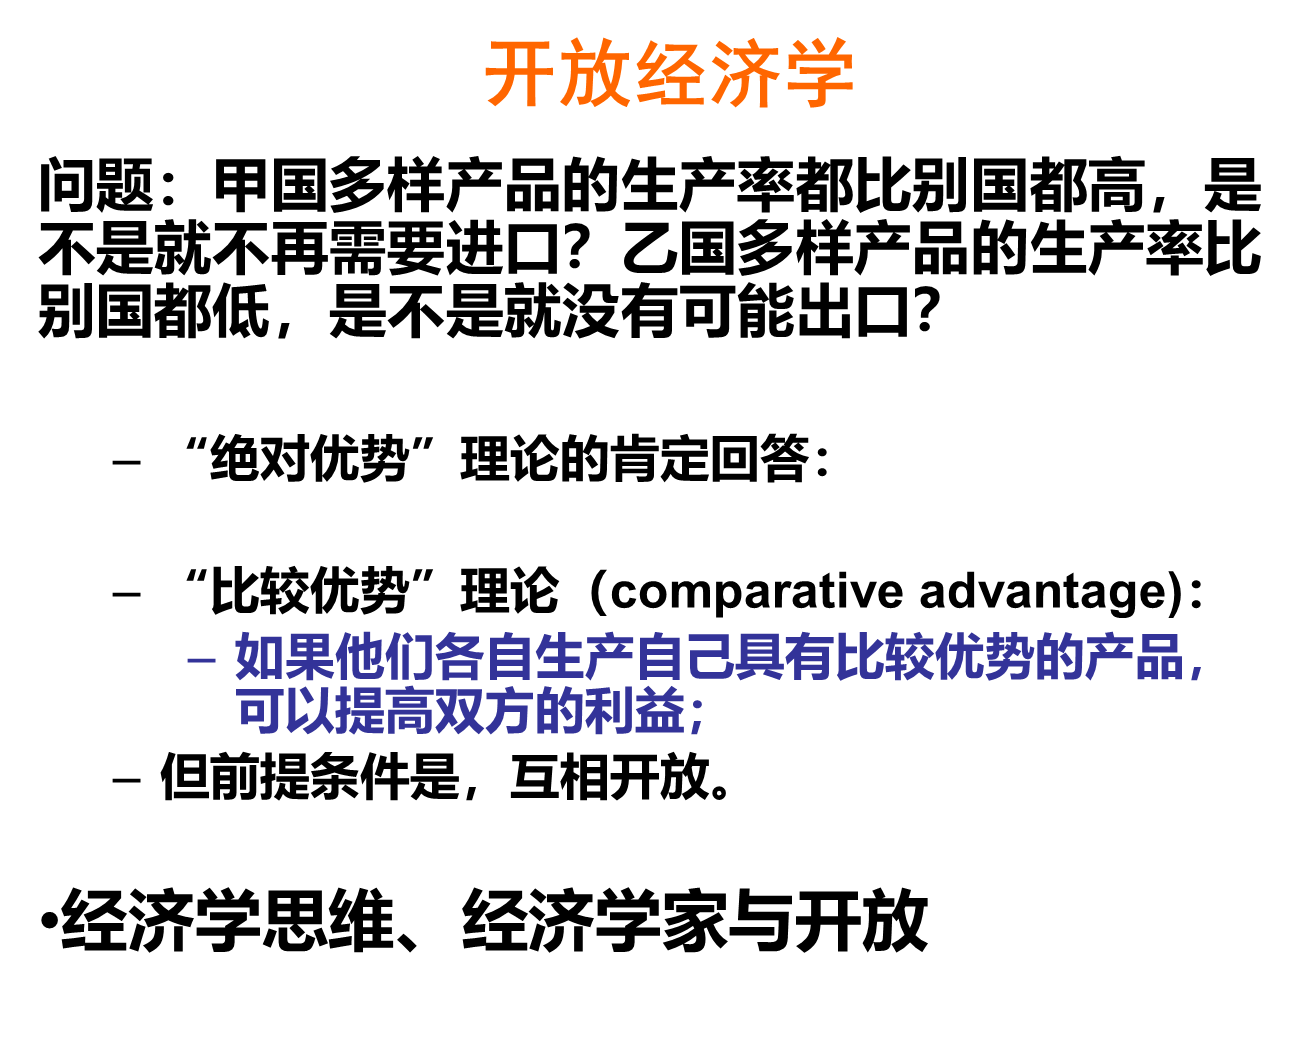 开放经济学
问题：甲国多样产品的生产率都比别国都高，是
不是就不再需要进口？乙国多样产品的生产率比
别国都低，是不是就没有可能出口？
– “绝对优势”理论的肯定回答：
– “比较优势”理论（comparative advantage)：
– 如果他们各自生产自己具有比较优势的产品，
可以提高双方的利益；
– 但前提条件是，互相开放。
•经济学思维、经济学家与开放